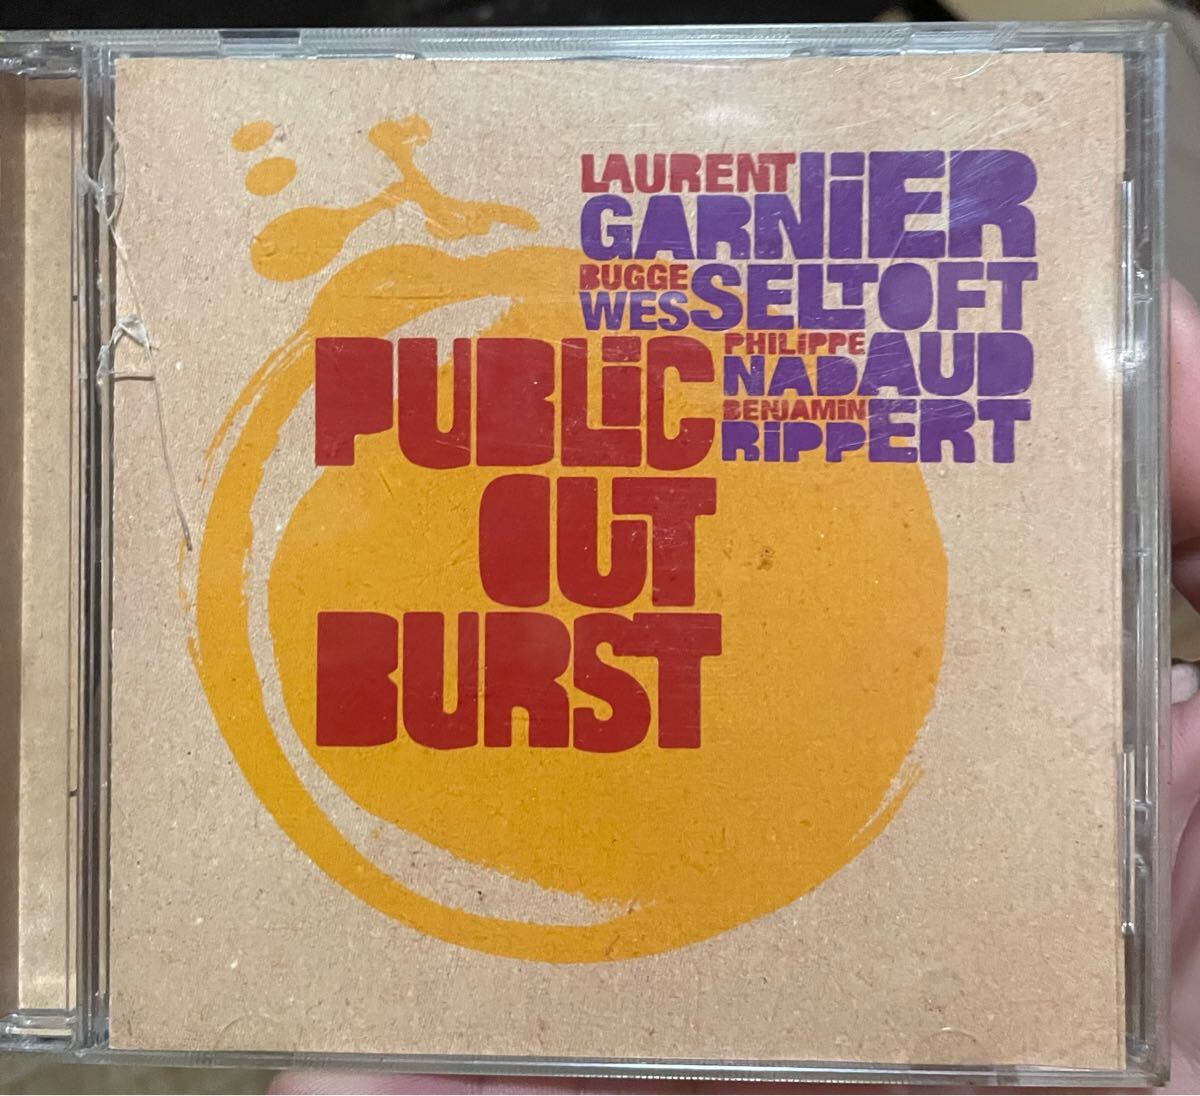 LAURENT
GARNiER
BUGGE
WESSELTOFT
PHiLiPPE
NADAUD
BENJAMiN
RiPPERT
PUBLiC
OUT
BURST